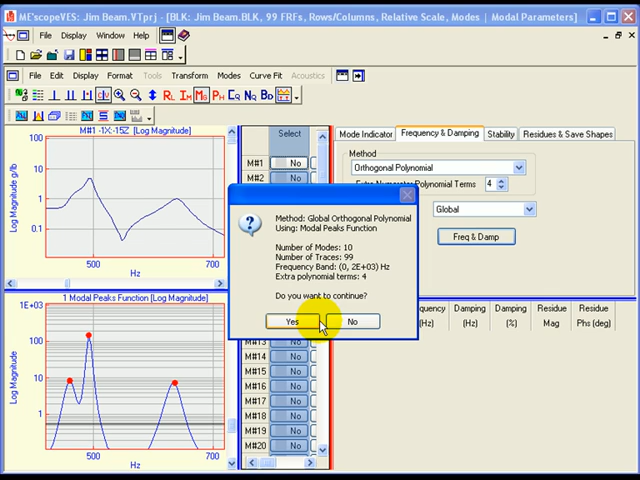 ME'scopeVES: Jim Beam.VTprj - [BLK: Jim Beam.BLK, 99 FRFs, Rows/Columns, Relative Scale, Modes | Modal Parameters]
File Display Window Help
File Edit Display Format Tools Transform Modes Curve Fit Acoustics
M#1 -1X:-15Z [Log Magnitude]
Log Magnitude g/lb
100
10
1
0.1
500
700
Hz
1 Modal Peaks Function [Log Magnitude]
Log Magnitude
1E+03
100
10
1
500
700
Hz
Select
M#1 No
M#2 No
M#13 No
M#14 No
M#15 No
M#16 No
M#17 No
M#18 No
M#19 No
M#20 No
Mode Indicator Frequency & Damping Stability Residues & Save Shapes
Method
Orthogonal Polynomial
Extra Numerator Polynomial Terms 4
Global
Freq & Damp
Frequency (Hz) Damping (Hz) Damping (%) Residue Mag Residue Phs (deg)
Method: Global Orthogonal Polynomial
Using: Modal Peaks Function
Number of Modes: 10
Number of Traces: 99
Frequency Band: (0, 2E+03) Hz
Extra polynomial terms: 4
Do you want to continue?
Yes No